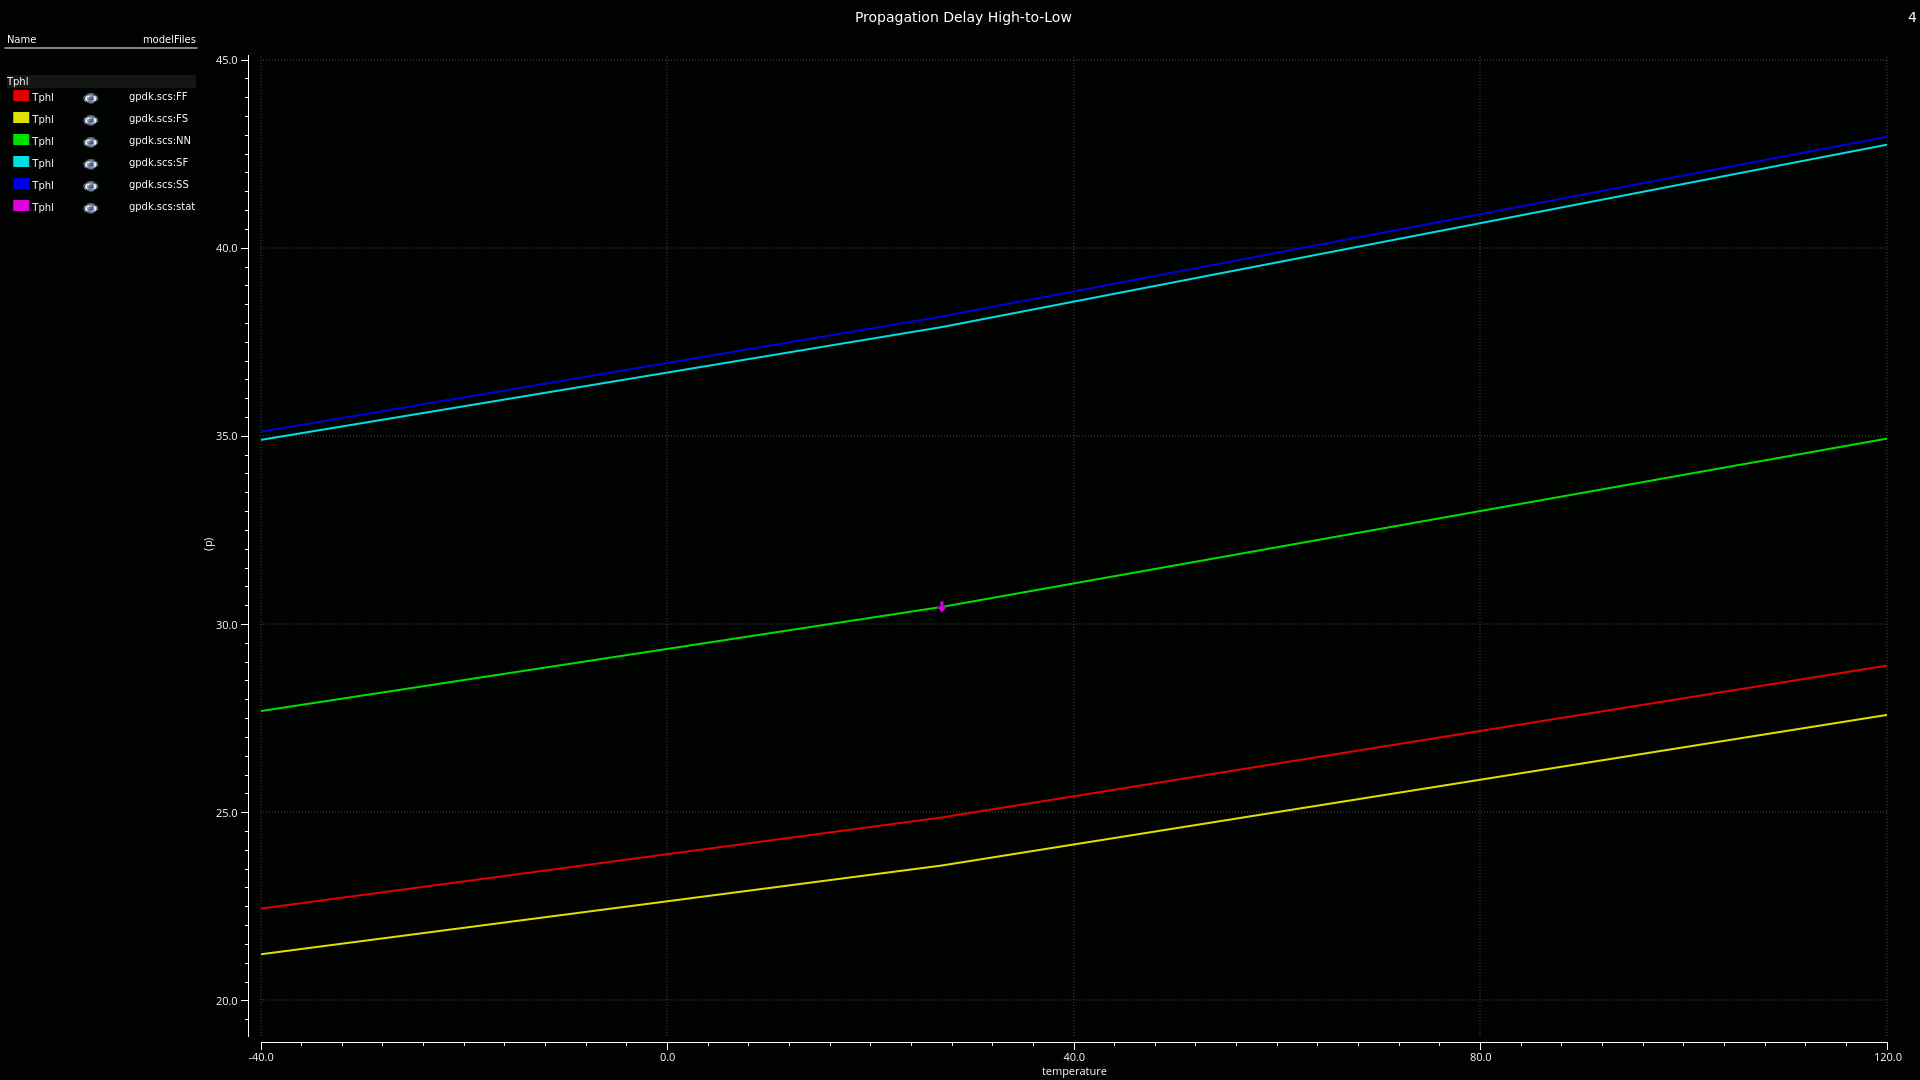 Propagation Delay High-to-Low
4
Name modelFiles
Tphl
Tphl gpdk.scs:FF
Tphl gpdk.scs:FS
Tphl gpdk.scs:NN
Tphl gpdk.scs:SF
Tphl gpdk.scs:SS
Tphl gpdk.scs:stat
45.0
40.0
35.0
(p)
30.0
25.0
20.0
-40.0 0.0 40.0 80.0 120.0
temperature